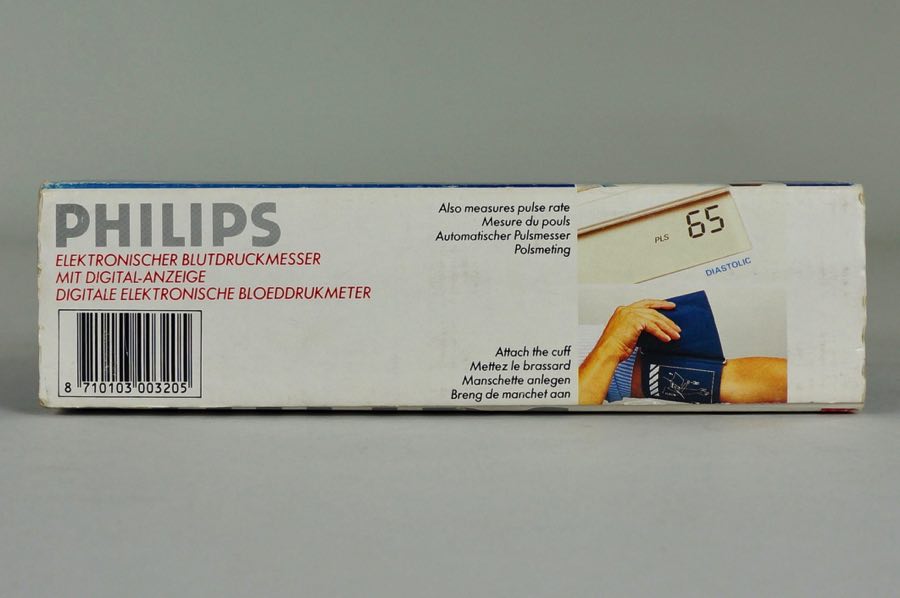 PHILIPS
ELEKTRONISCHER BLUTDRUCKMESSER
MIT DIGITAL-ANZEIGE
DIGITALE ELEKTRONISCHE BLOEDDRUKMETER
8 710103 003205
Also measures pulse rate
Mesure du pouls
Automatischer Pulsmesser
Polsmeting
PLS 65
DIASTOLIC
Attach the cuff
Mettez le brassard
Manschette anlegen
Breng de manchet aan